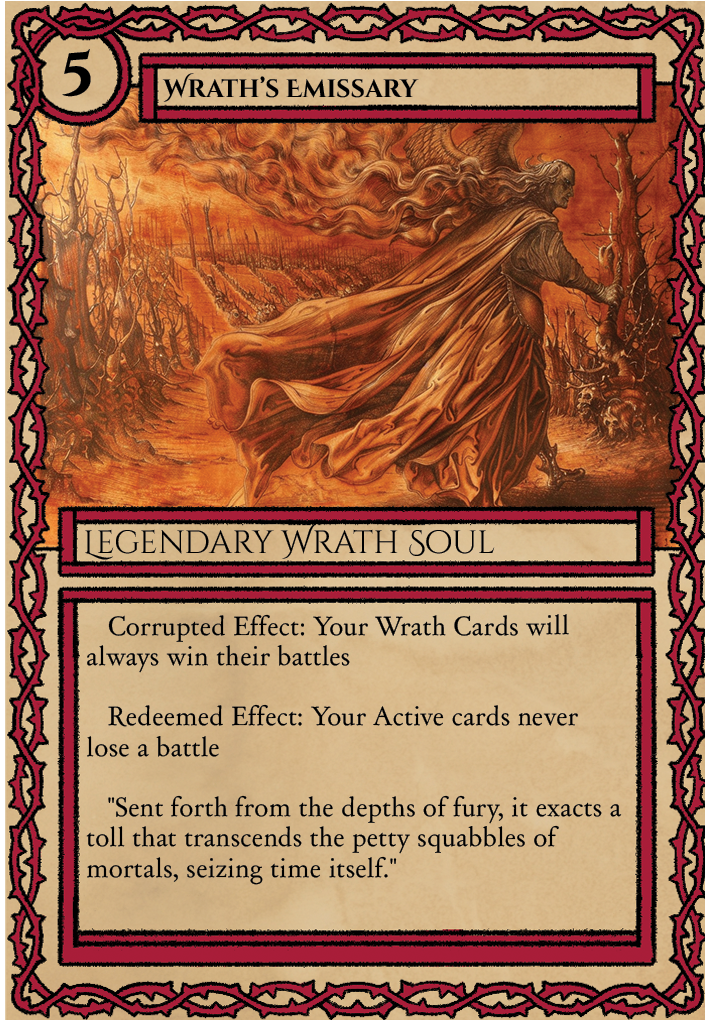 5
Wrath's Emissary
Legendary Wrath Soul
Corrupted Effect: Your Wrath Cards will
always win their battles
Redeemed Effect: Your Active cards never
lose a battle
"Sent forth from the depths of fury, it exacts a
toll that transcends the petty squabbles of
mortals, seizing time itself."